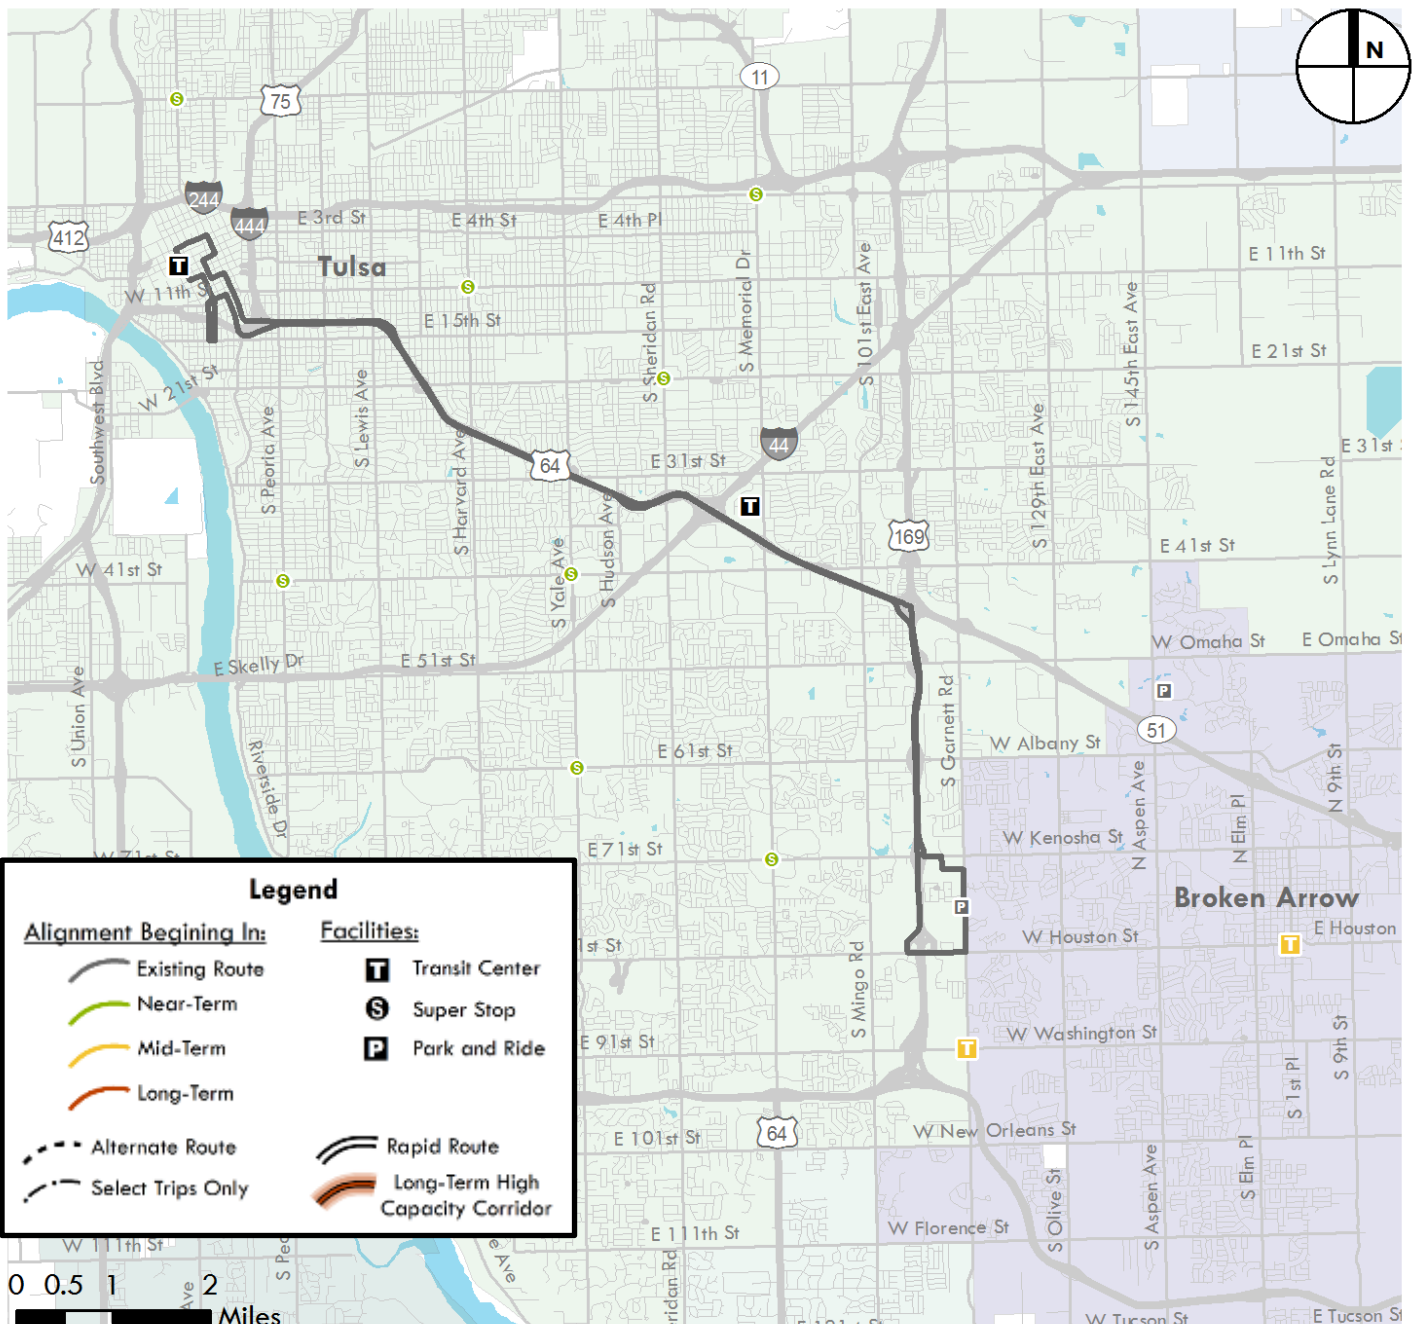 N
11
75
244
444
412
E 3rd St
E 4th St
E 4th Pl
T
Tulsa
W 11th S
E 15th St
E 11th St
E 21st St
W 21st St
Southwest Blvd
S Peoria Ave
S Lewis Ave
S Harvard Ave
S Sheridan Rd
S Memorial Dr
S 101st East Ave
S 145th East Ave
S 129th East Ave
S Lynn Lane Rd
E 31st St
E 31st
44
64
T
169
S Yale Ave
S Hudson Ave
W 41st St
E 41st St
E Skelly Dr
E 51st St
W Omaha St
E Omaha St
S Union Ave
Riverside Dr
S Garnett Rd
P
51
E 61st St
W Albany St
N Aspen Ave
N Elm Pl
N 9th St
W 71st St
E 71st St
W Kenosha St
Broken Arrow
P
1st St
W Houston St
E Houston
T
S Mingo Rd
E 91st St
W Washington St
T
S 1st Pl
S 9th St
64
E 101st St
W New Orleans St
S Olive St
S Aspen Ave
S Elm Pl
E 111th St
W Florence St
W 111th St
W Tucson St
E Tucson St
Legend
Alignment Begining In:
Existing Route
Near-Term
Mid-Term
Long-Term
Alternate Route
Select Trips Only
Facilities:
T Transit Center
S Super Stop
P Park and Ride
Rapid Route
Long-Term High
Capacity Corridor
0 0.5 1 2
Miles